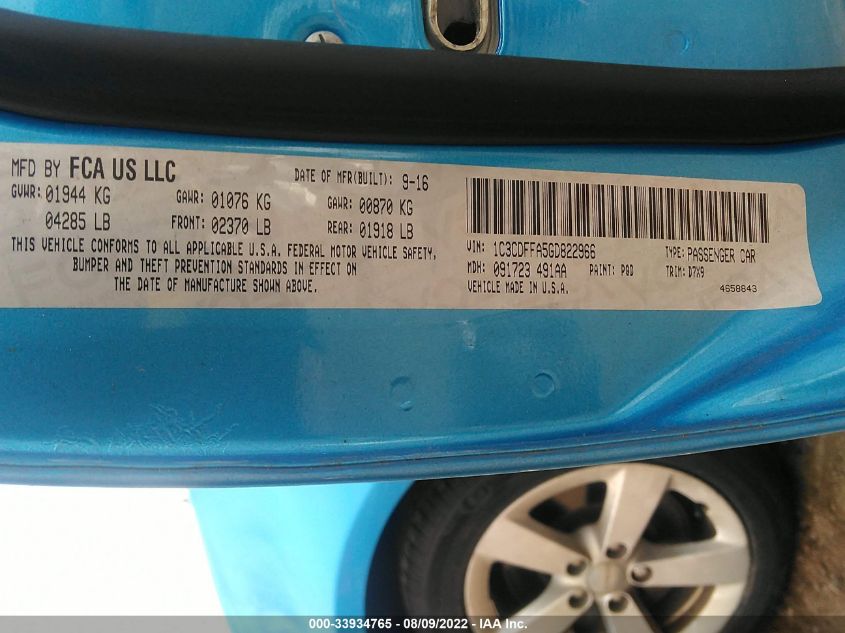 MFD BY FCA US LLC DATE OF MFR(BUILT): 9-16
GVWR: 01944 KG GAWR: 01076 KG GAWR: 00870 KG
04285 LB FRONT: 02370 LB REAR: 01918 LB
THIS VEHICLE CONFORMS TO ALL APPLICABLE U.S.A. FEDERAL MOTOR VEHICLE SAFETY,
BUMPER AND THEFT PREVENTION STANDARDS IN EFFECT ON
THE DATE OF MANUFACTURE SHOWN ABOVE.
VIN: 1C3CDFFA5GD822966 TYPE: PASSENGER CAR
MDH: 091723 491AA PAINT: PQD TRIM: D7X9
VEHICLE MADE IN U.S.A. 4658643
000-33934765 - 08/09/2022 - IAA Inc.